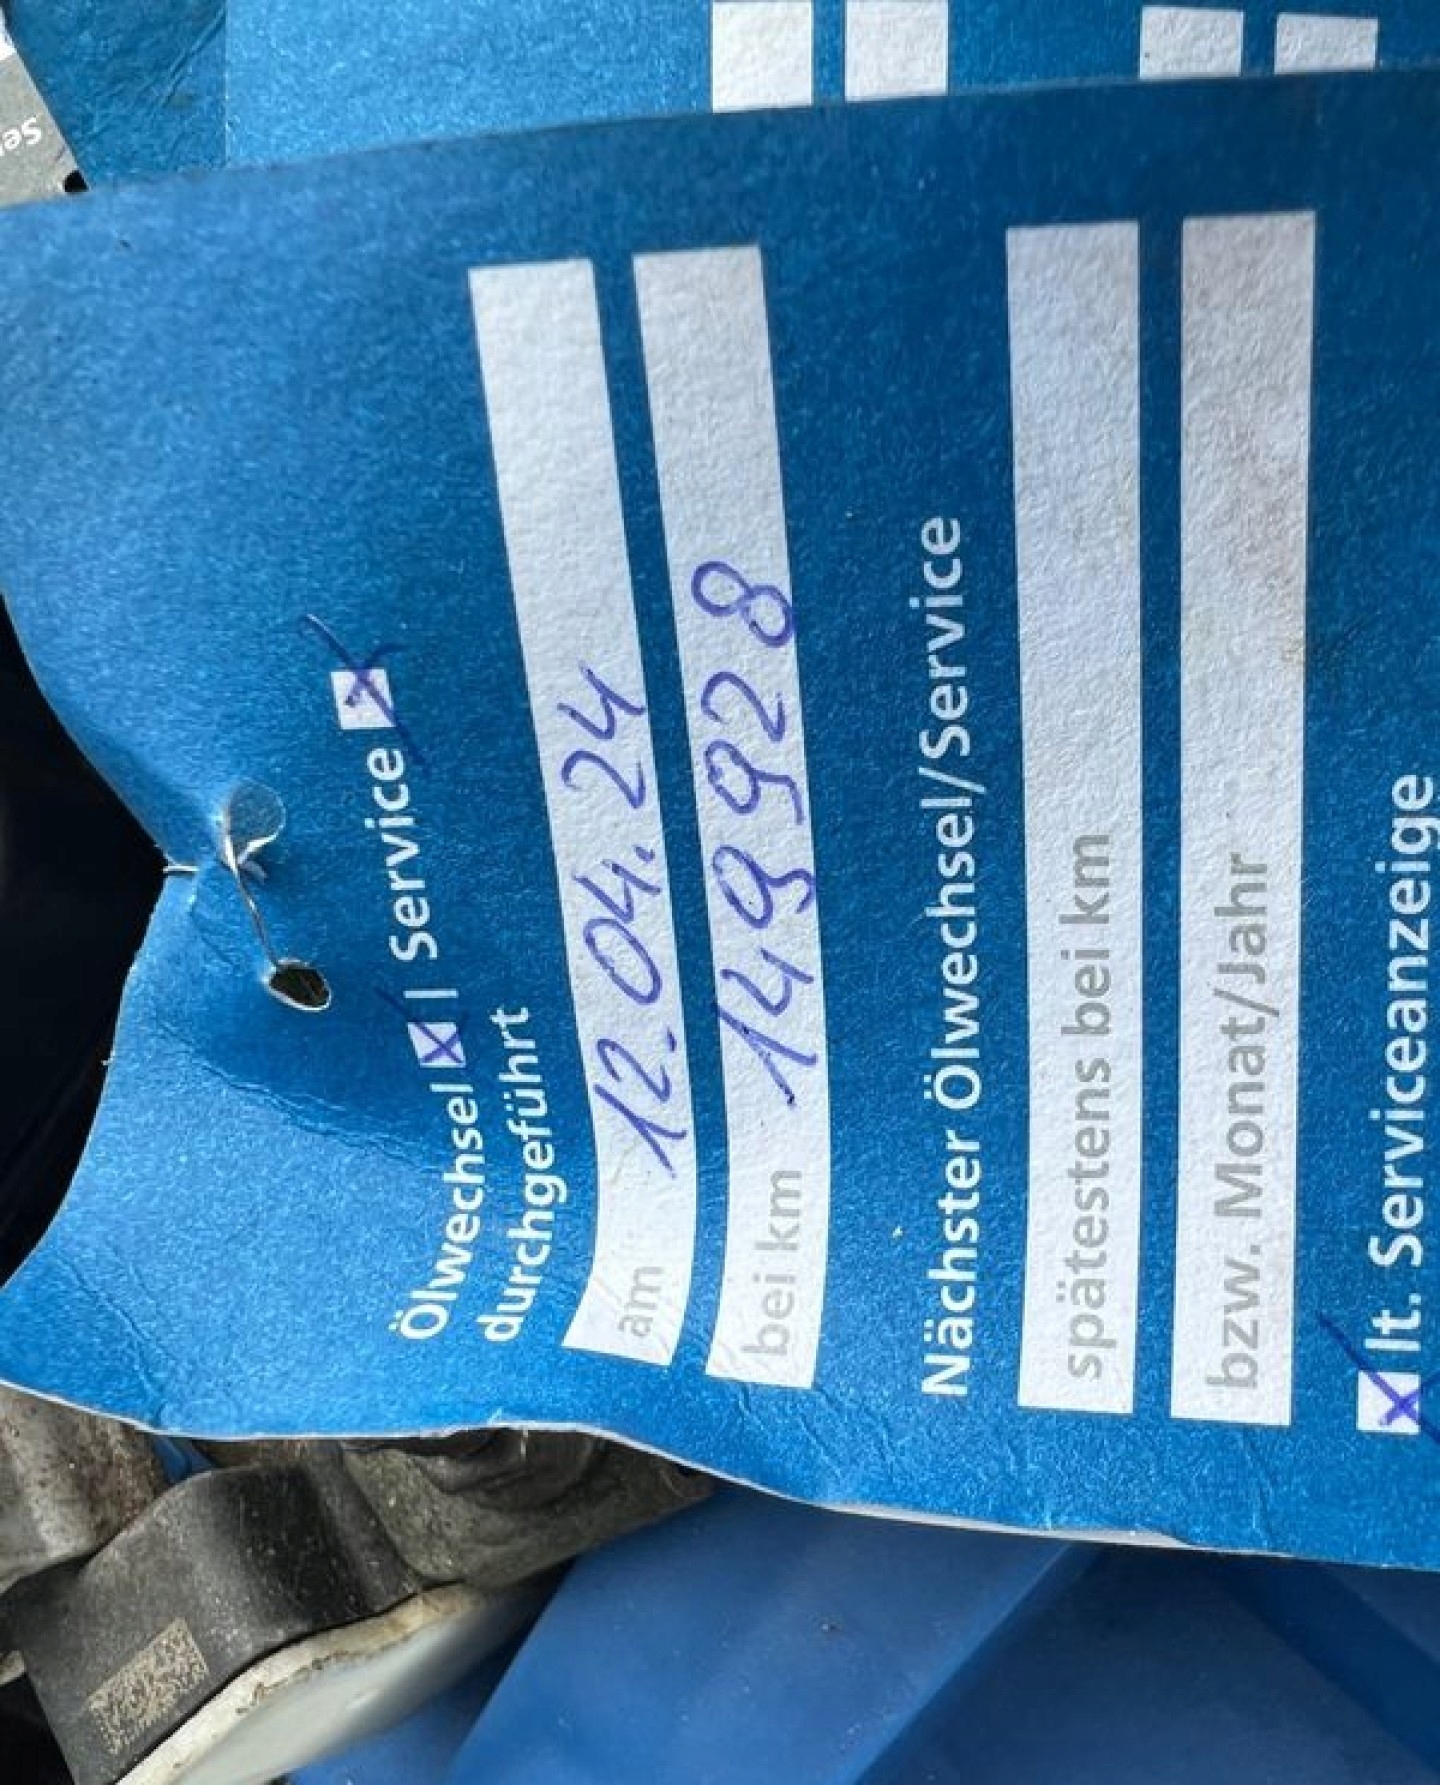 Ölwechsel | Service
durchgeführt
am 12.04.24
bei km 149928
Nächster Ölwechsel/Service
spätestens bei km
bzw. Monat/Jahr
lt. Serviceanzeige